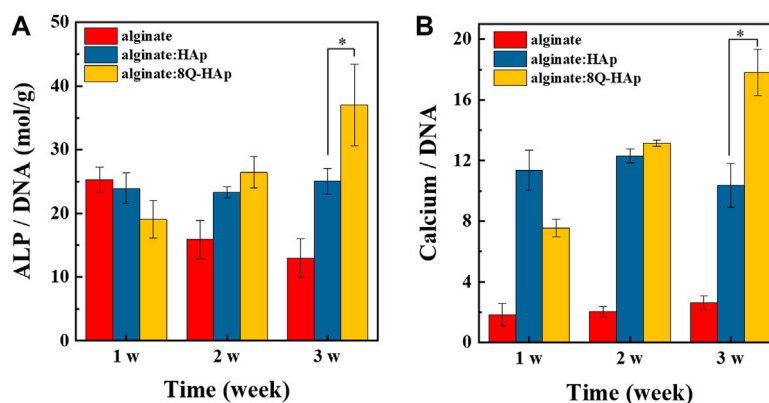 A
ALP / DNA (mol/g)
50
40
30
20
10
0
alginate
alginate:HAp
alginate:8Q-HAp
*
1 w 2 w 3 w
Time (week)
B
Calcium / DNA
20
16
12
8
4
0
alginate
alginate:HAp
alginate:8Q-HAp
*
1 w 2 w 3 w
Time (week)